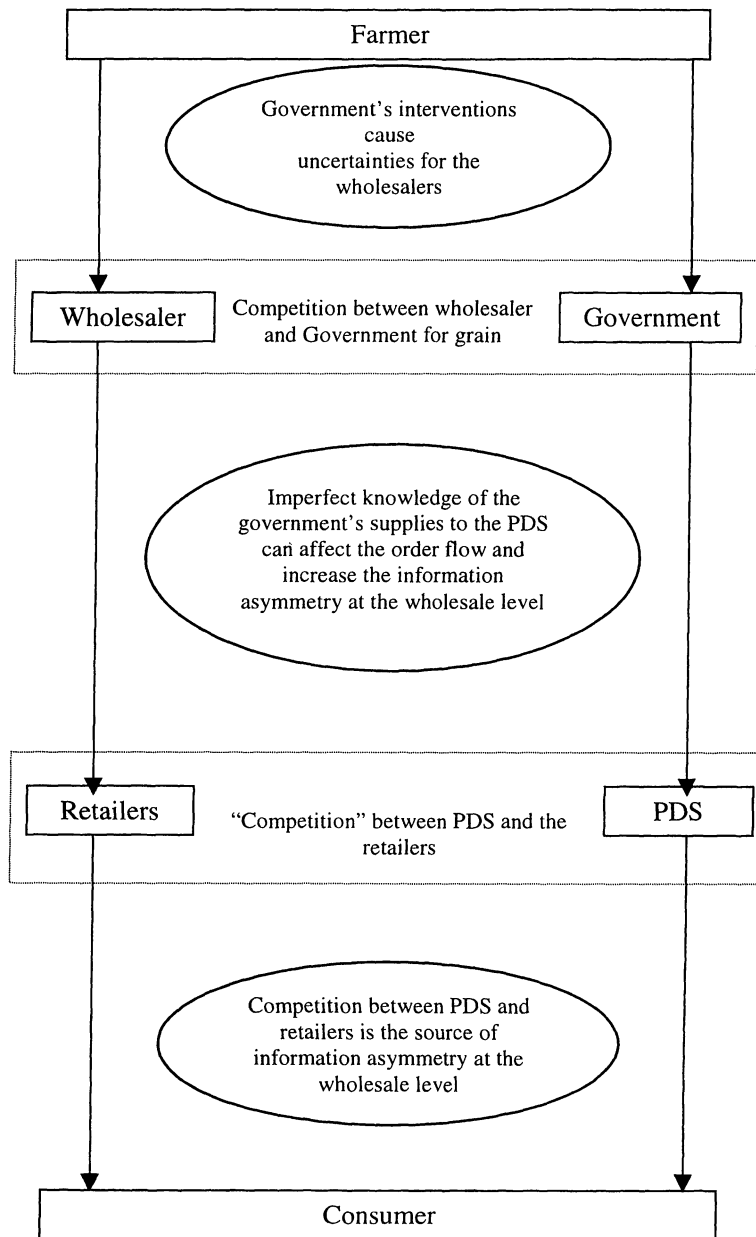 Farmer
Government's interventions
cause
uncertainties for the
wholesalers
Wholesaler
Competition between wholesaler
and Government for grain
Government
Imperfect knowledge of the
government's supplies to the PDS
can affect the order flow and
increase the information
asymmetry at the wholesale level
Retailers
"Competition" between PDS and the
retailers
PDS
Competition between PDS and
retailers is the source of
information asymmetry at the
wholesale level
Consumer